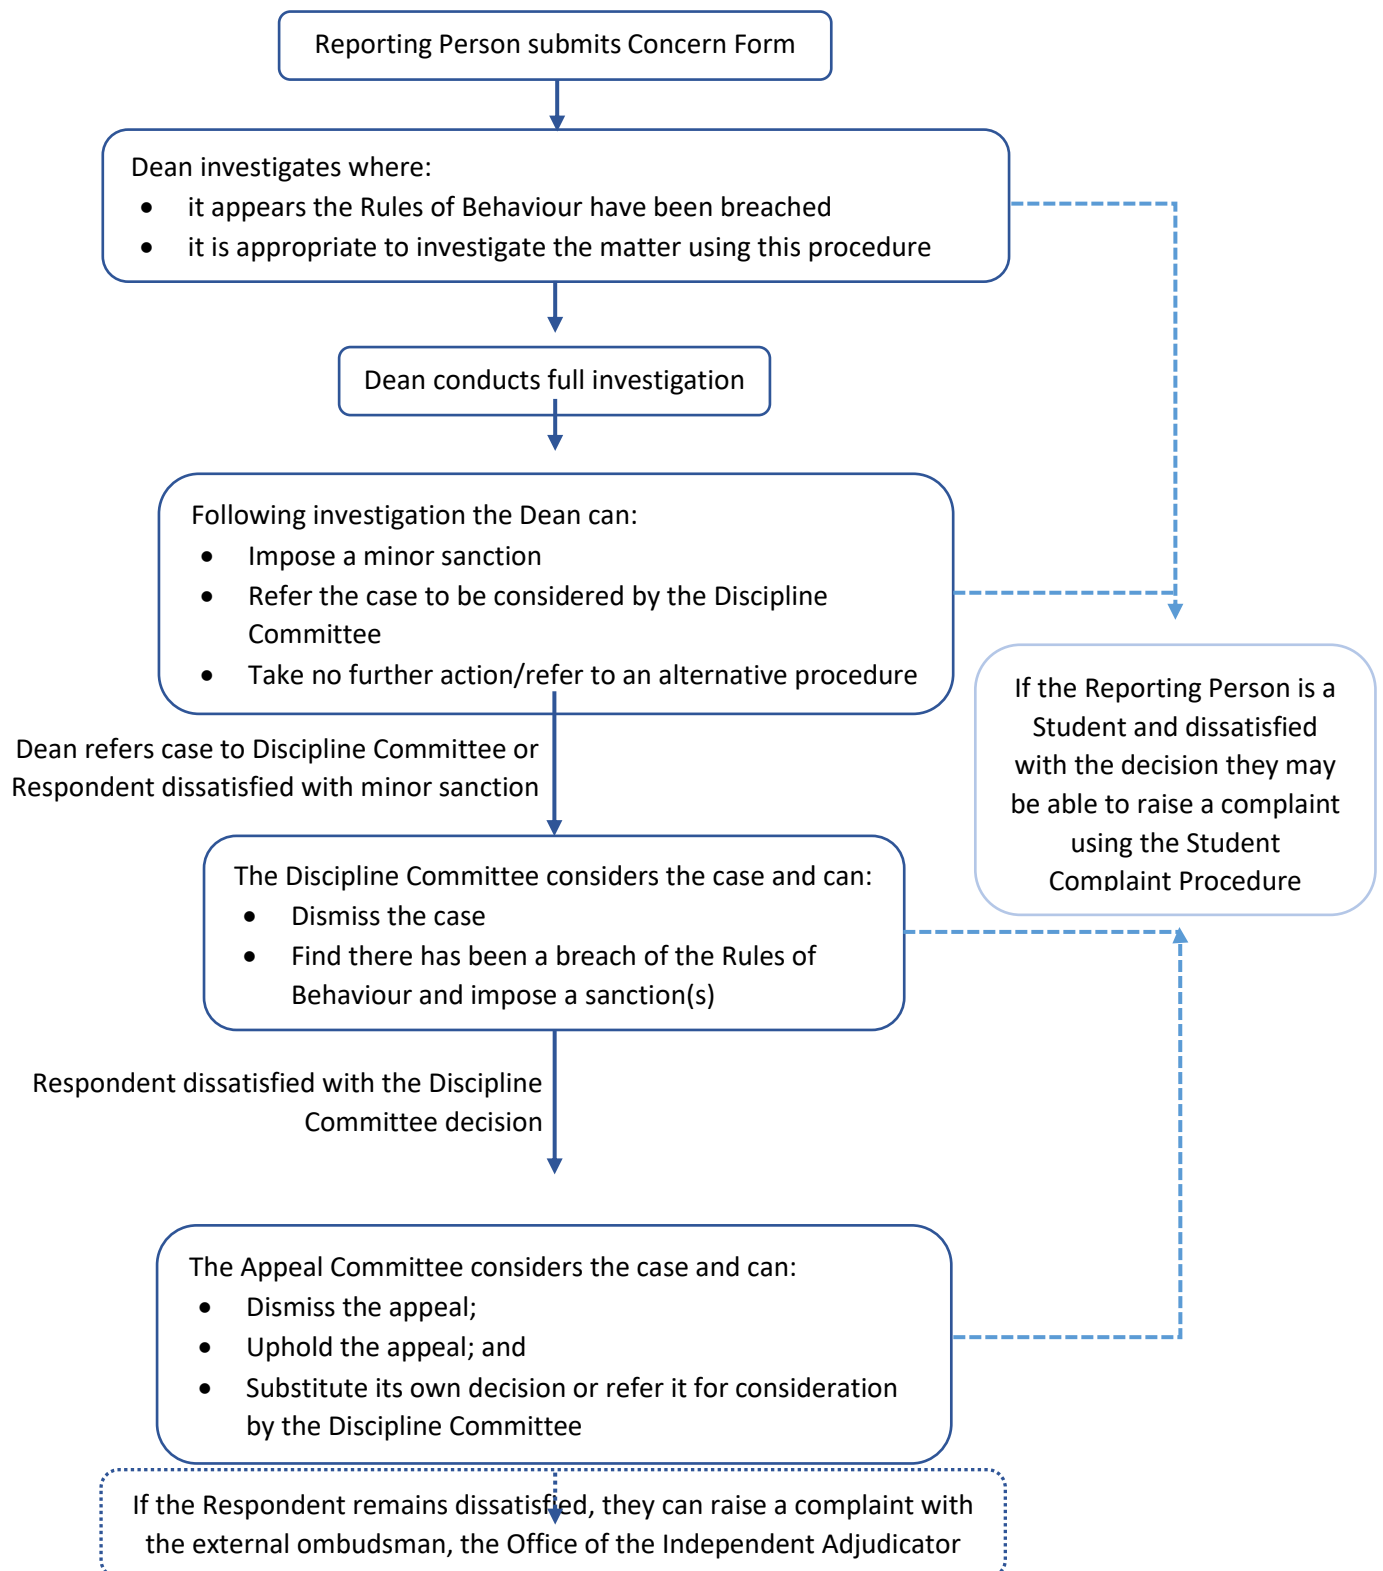 Reporting Person submits Concern Form
Dean investigates where:
• it appears the Rules of Behaviour have been breached
• it is appropriate to investigate the matter using this procedure
Dean conducts full investigation
Following investigation the Dean can:
• Impose a minor sanction
• Refer the case to be considered by the Discipline
Committee
• Take no further action/refer to an alternative procedure
If the Reporting Person is a
Student and dissatisfied
with the decision they may
be able to raise a complaint
using the Student
Complaint Procedure
Dean refers case to Discipline Committee or
Respondent dissatisfied with minor sanction
The Discipline Committee considers the case and can:
• Dismiss the case
• Find there has been a breach of the Rules of
Behaviour and impose a sanction(s)
Respondent dissatisfied with the Discipline
Committee decision
The Appeal Committee considers the case and can:
• Dismiss the appeal;
• Uphold the appeal; and
• Substitute its own decision or refer it for consideration
by the Discipline Committee
If the Respondent remains dissatisfied, they can raise a complaint with
the external ombudsman, the Office of the Independent Adjudicator